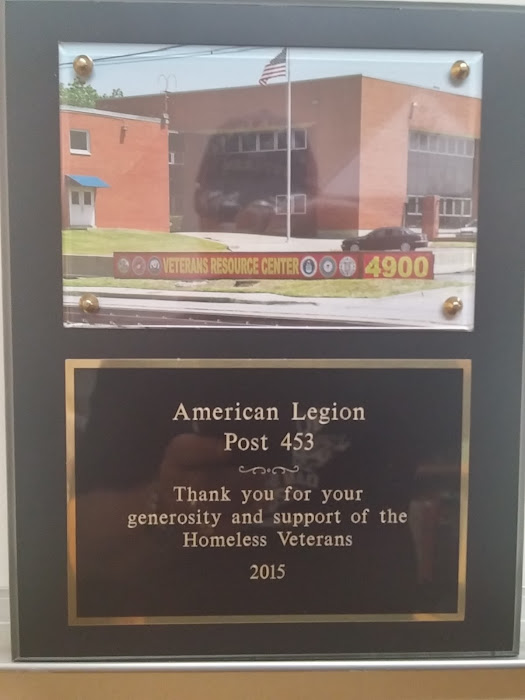 VETERANS RESOURCE CENTER 4900
American Legion
Post 453
Thank you for your
generosity and support of the
Homeless Veterans
2015